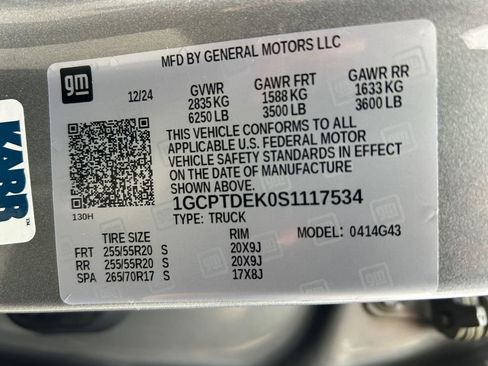 MFD BY GENERAL MOTORS LLC
gm
12/24 GVWR GAWR FRT GAWR RR
2835 KG 1588 KG 1633 KG
6250 LB 3500 LB 3600 LB
THIS VEHICLE CONFORMS TO ALL
APPLICABLE U.S. FEDERAL MOTOR
VEHICLE SAFETY STANDARDS IN EFFECT
ON THE DATE OF MANUFACTURE
SHOWN ABOVE.
130H
1GCPTDEK0S1117534
TYPE: TRUCK
TIRE SIZE RIM MODEL: 0414G43
FRT 255/55R20 S 20X9J
RR 255/55R20 S 20X9J
SPA 265/70R17 S 17X8J
KARR™